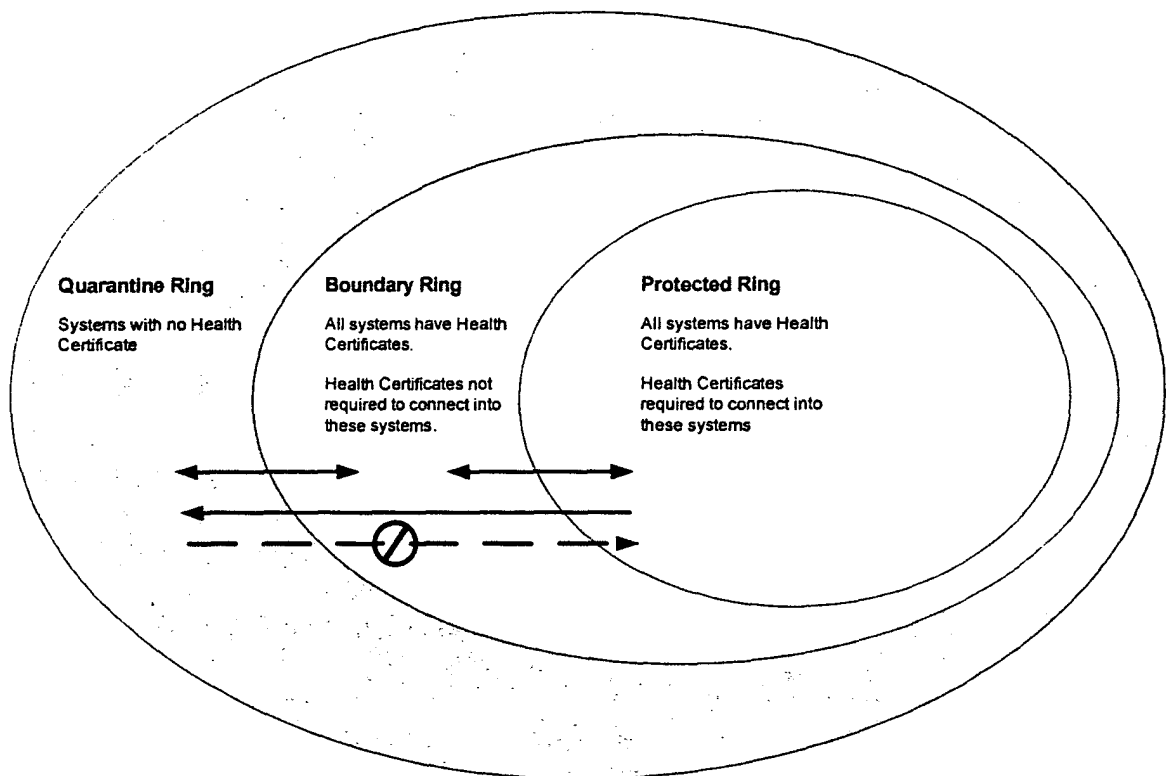 Quarantine Ring
Systems with no Health
Certificate
Boundary Ring
All systems have Health
Certificates.
Health Certificates not
required to connect into
these systems.
Protected Ring
All systems have Health
Certificates.
Health Certificates
required to connect into
these systems